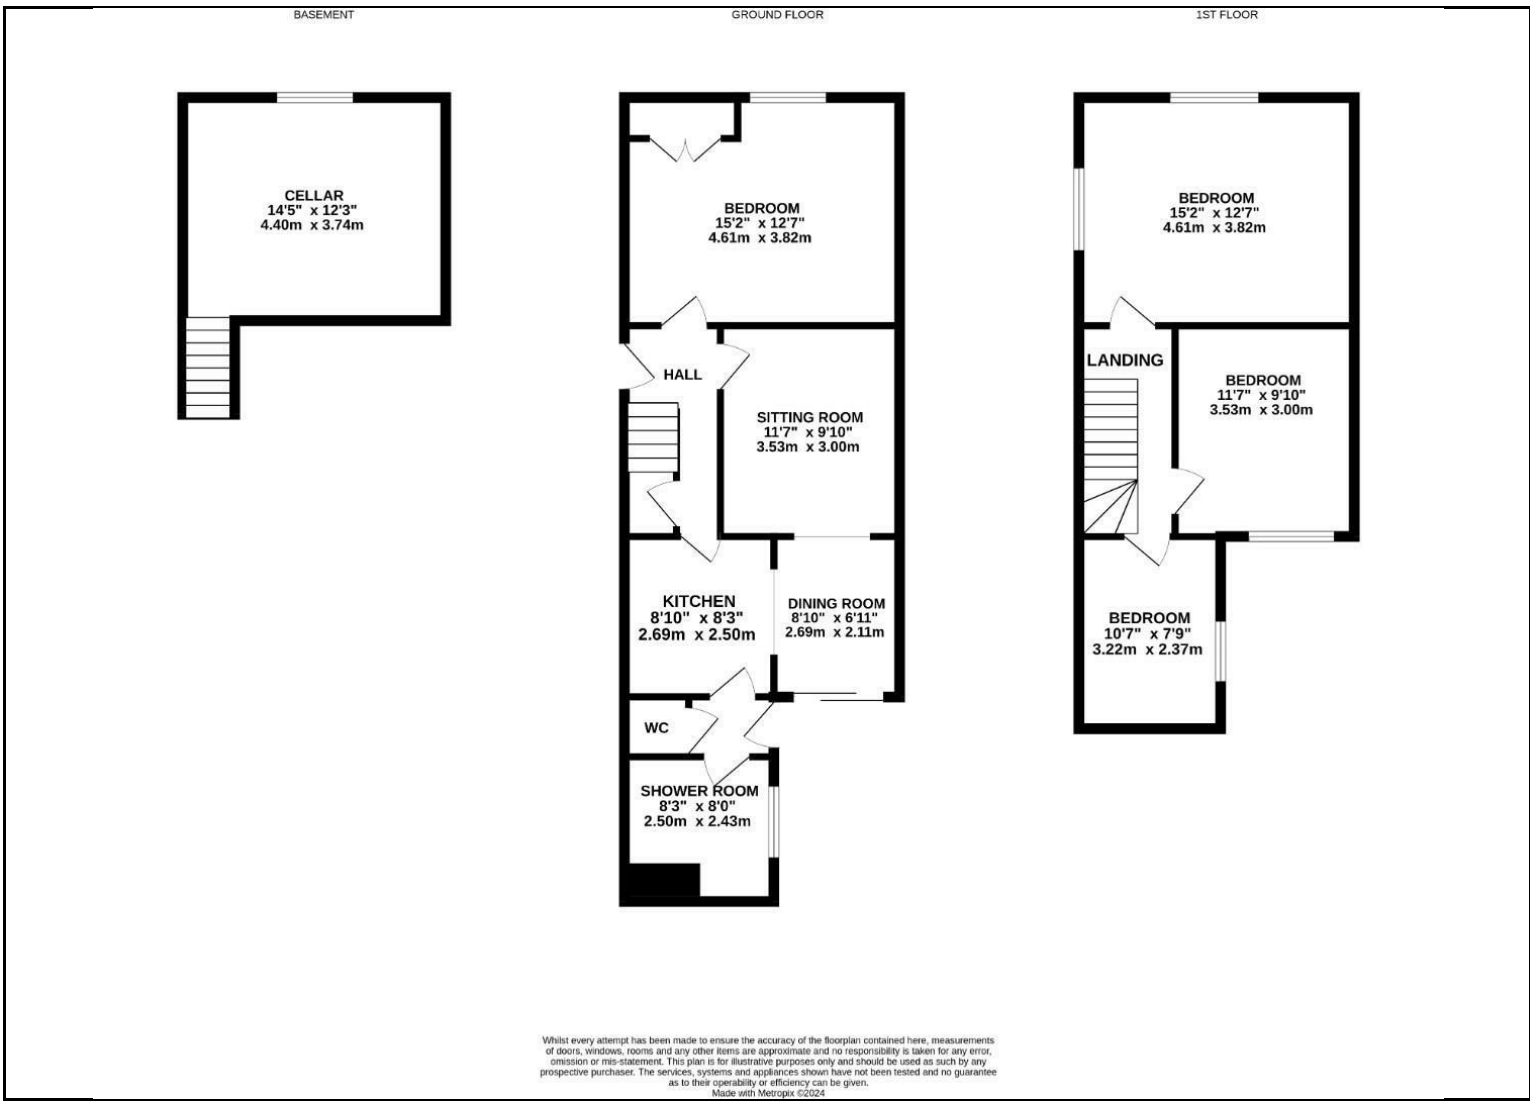 BASEMENT
GROUND FLOOR
1ST FLOOR
CELLAR
14'5" x 12'3"
4.40m x 3.74m
BEDROOM
15'2" x 12'7"
4.61m x 3.82m
HALL
SITTING ROOM
11'7" x 9'10"
3.53m x 3.00m
KITCHEN
8'10" x 8'3"
2.69m x 2.50m
DINING ROOM
8'10" x 6'11"
2.69m x 2.11m
WC
SHOWER ROOM
8'3" x 8'0"
2.50m x 2.43m
BEDROOM
15'2" x 12'7"
4.61m x 3.82m
LANDING
BEDROOM
11'7" x 9'10"
3.53m x 3.00m
BEDROOM
10'7" x 7'9"
3.22m x 2.37m
Whilst every attempt has been made to ensure the accuracy of the floorplan contained here, measurements
of doors, windows, rooms and any other items are approximate and no responsibility is taken for any error,
omission or mis-statement. This plan is for illustrative purposes only and should be used as such by any
prospective purchaser. The services, systems and appliances shown have not been tested and no guarantee
as to their operability or efficiency can be given.
Made with Metropix ©2024